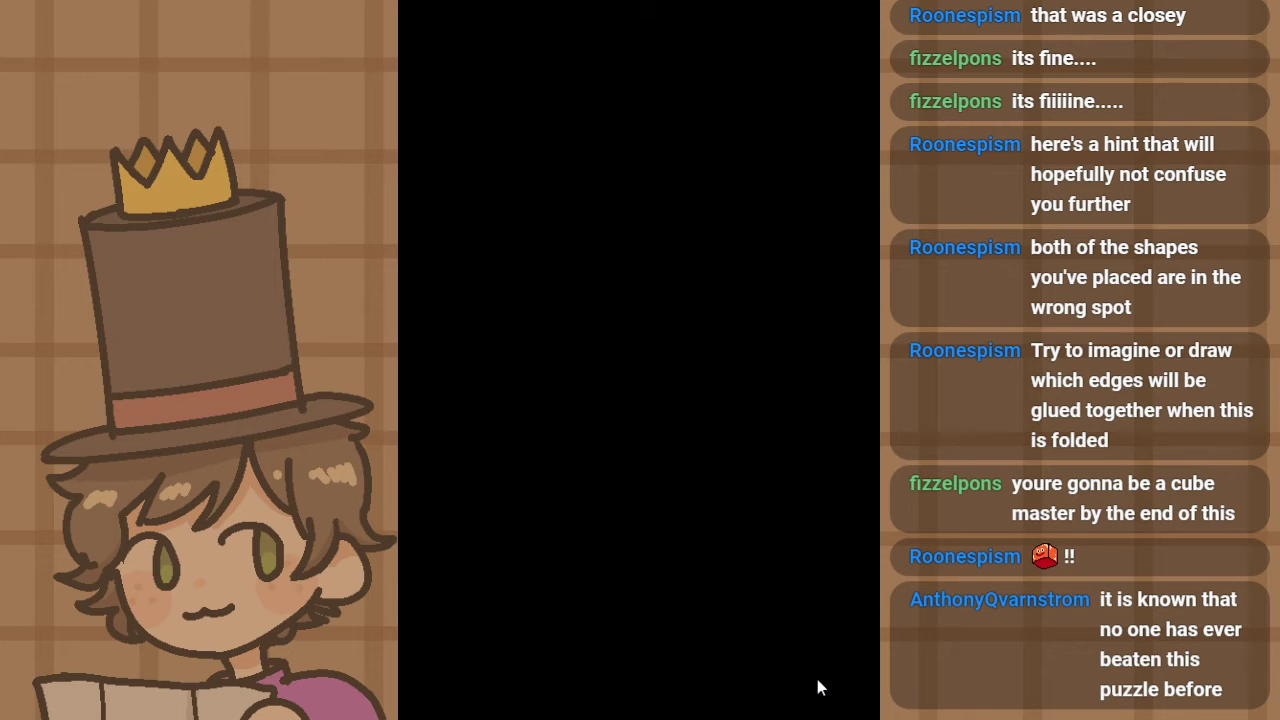 Roonespism that was a closey
fizzelpons its fine....
fizzelpons its fiiiiine.....
Roonespism here's a hint that will
hopefully not confuse
you further
Roonespism both of the shapes
you've placed are in the
wrong spot
Roonespism Try to imagine or draw
which edges will be
glued together when this
is folded
fizzelpons youre gonna be a cube
master by the end of this
Roonespism !!
AnthonyQvarnstrom it is known that
no one has ever
beaten this
puzzle before